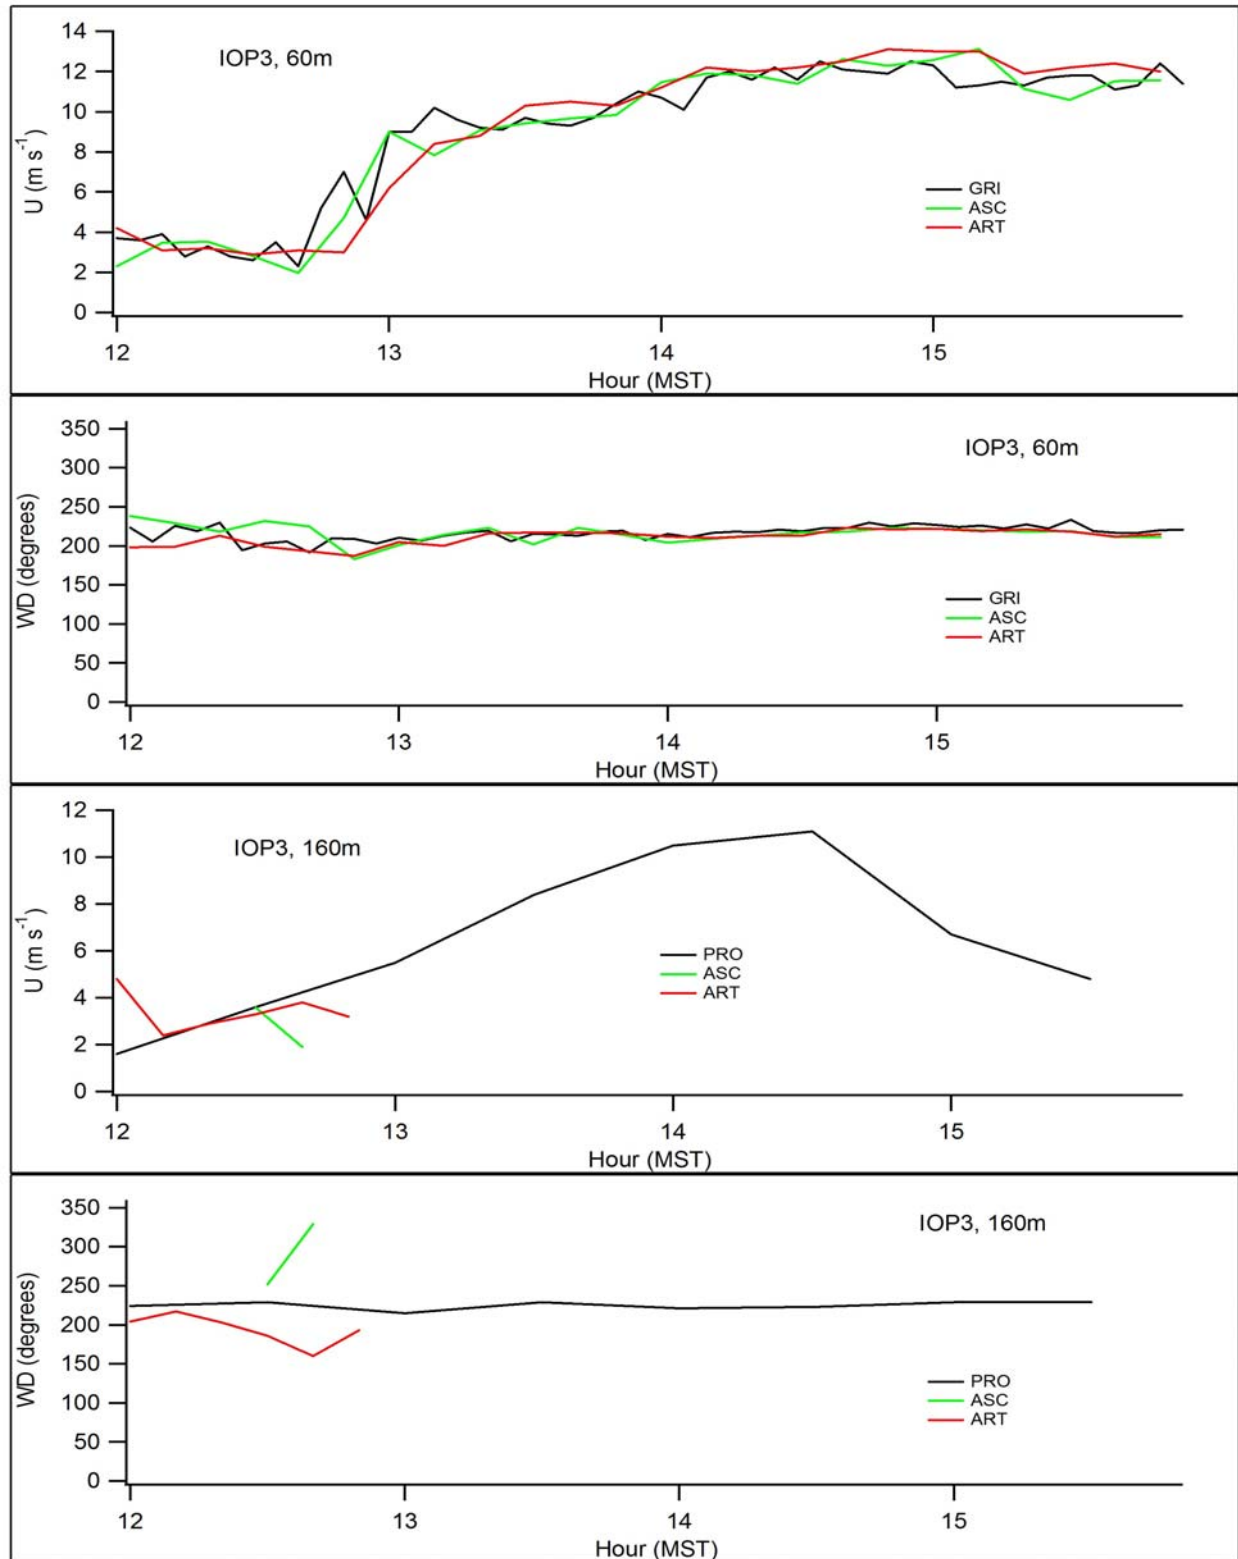 14
IOP3, 60m
12
10
8
6
4
2
0
U (m s⁻¹)
GRI
ASC
ART
12 13 14 15
Hour (MST)
350
300
250
200
150
100
50
0
WD (degrees)
IOP3, 60m
GRI
ASC
ART
12 13 14 15
Hour (MST)
12
10
8
6
4
2
0
U (m s⁻¹)
IOP3, 160m
PRO
ASC
ART
12 13 14 15
Hour (MST)
350
300
250
200
150
100
50
0
WD (degrees)
IOP3, 160m
PRO
ASC
ART
12 13 14 15
Hour (MST)